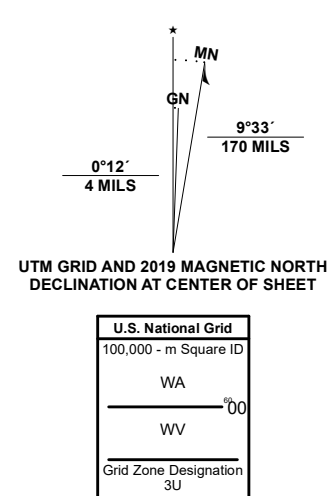 ★
MN
GN
9°33´
170 MILS
0°12´
4 MILS
UTM GRID AND 2019 MAGNETIC NORTH
DECLINATION AT CENTER OF SHEET
U.S. National Grid
100,000 - m Square ID
WA
6000
WV
Grid Zone Designation
3U